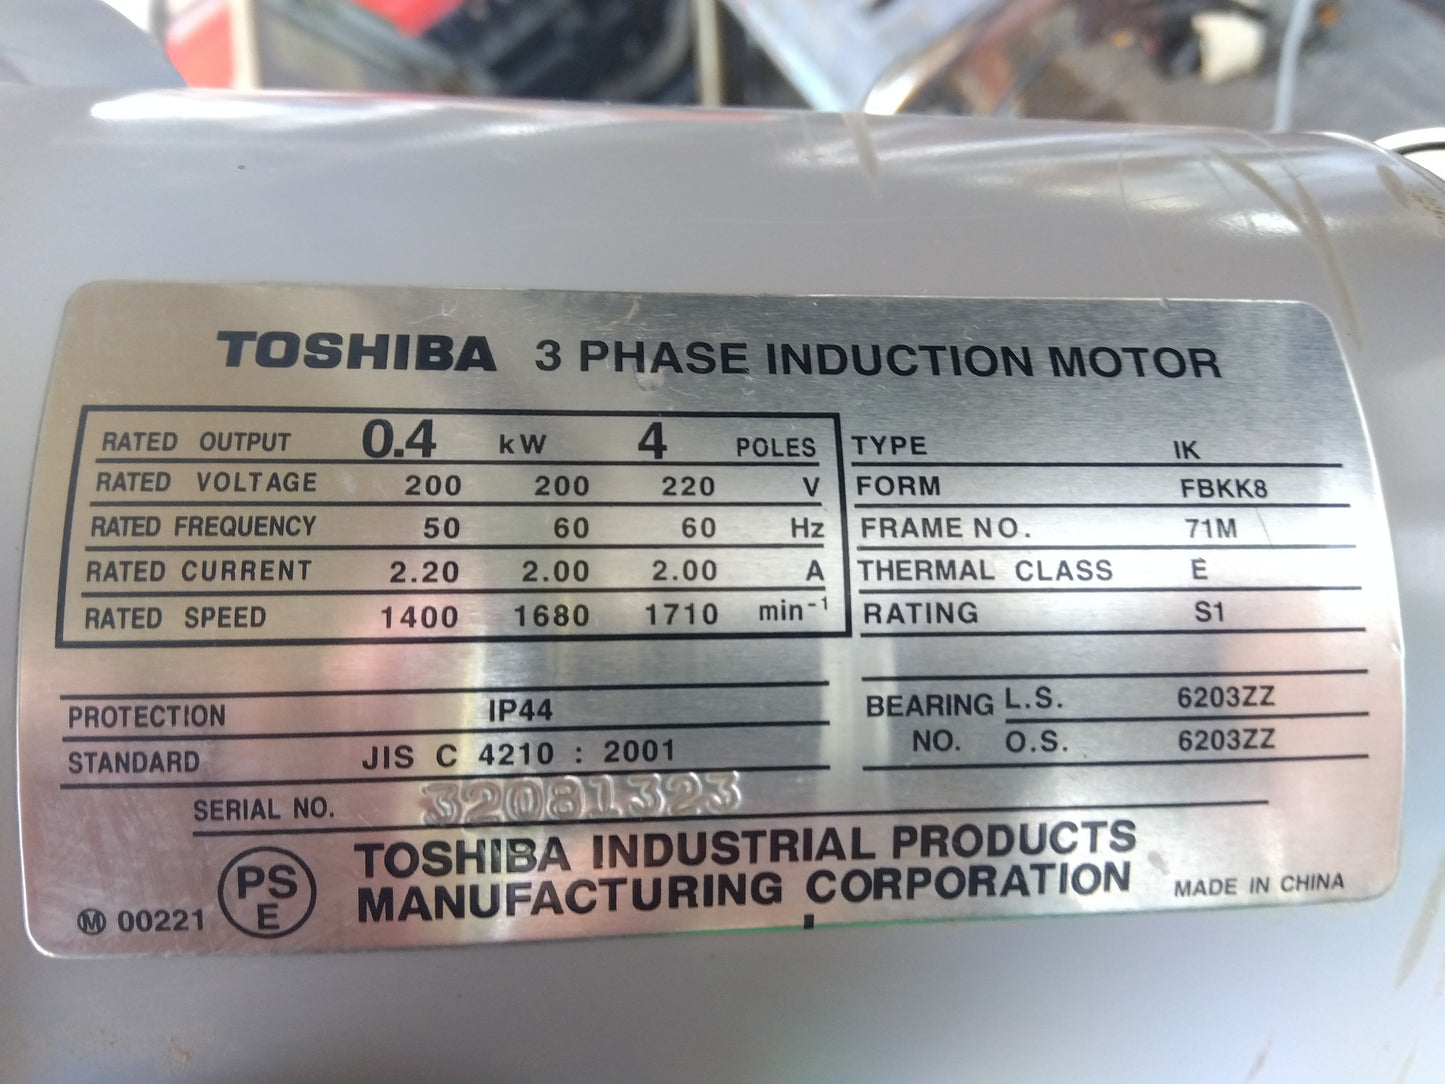 TOSHIBA 3 PHASE INDUCTION MOTOR
RATED OUTPUT 0.4 kW 4 POLES
RATED VOLTAGE 200 200 220 V
RATED FREQUENCY 50 60 60 Hz
RATED CURRENT 2.20 2.00 2.00 A
RATED SPEED 1400 1680 1710 min⁻¹
TYPE IK
FORM FBKK8
FRAME NO. 71M
THERMAL CLASS E
RATING S1
PROTECTION IP44
STANDARD JIS C 4210 : 2001
BEARING L.S. 6203ZZ
NO. O.S. 6203ZZ
SERIAL NO. 32081323
PS
E
TOSHIBA INDUSTRIAL PRODUCTS
MANUFACTURING CORPORATION
Ⓜ 00221
MADE IN CHINA